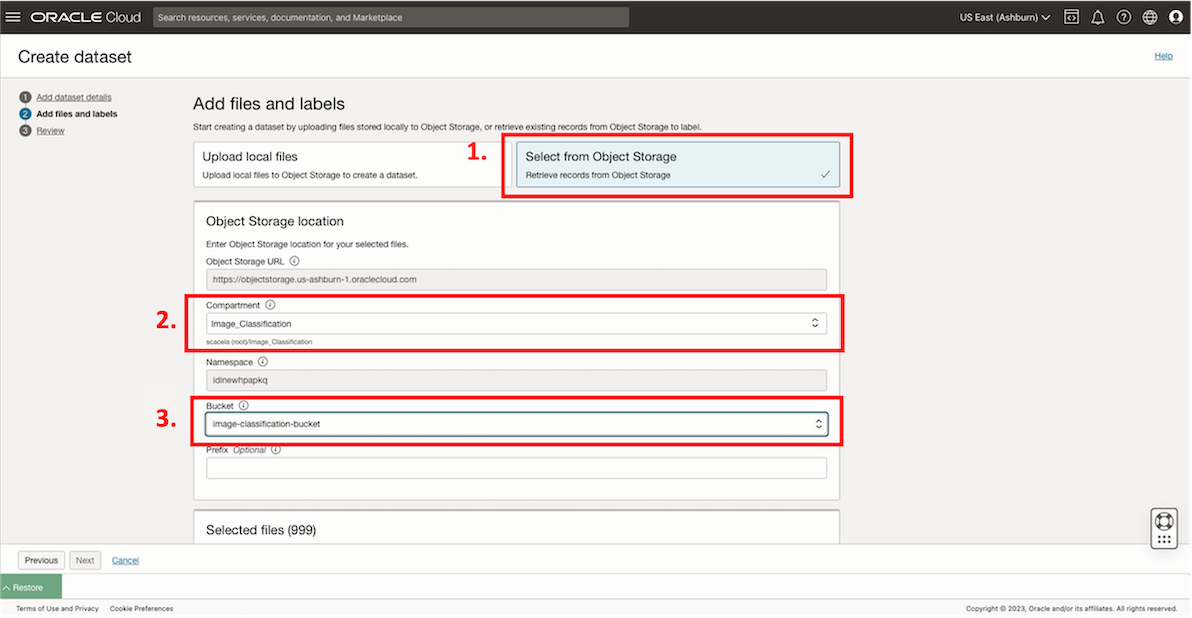 ORACLE Cloud
Search resources, services, documentation, and Marketplace
US East (Ashburn)
Create dataset
Help
1 Add dataset details
2 Add files and labels
3 Review
Add files and labels
Start creating a dataset by uploading files stored locally to Object Storage, or retrieve existing records from Object Storage to label.
Upload local files
Upload local files to Object Storage to create a dataset.
1.
Select from Object Storage
Retrieve records from Object Storage
Object Storage location
Enter Object Storage location for your selected files.
Object Storage URL
https://objectstorage.us-ashburn-1.oraclecloud.com
2.
Compartment
Image_Classification
scacela (root)/Image_Classification
Namespace
idinewhpapkq
3.
Bucket
image-classification-bucket
Prefix Optional
Selected files (999)
Previous
Next
Cancel
Restore
Terms of Use and Privacy
Cookie Preferences
Copyright © 2023, Oracle and/or its affiliates. All rights reserved.